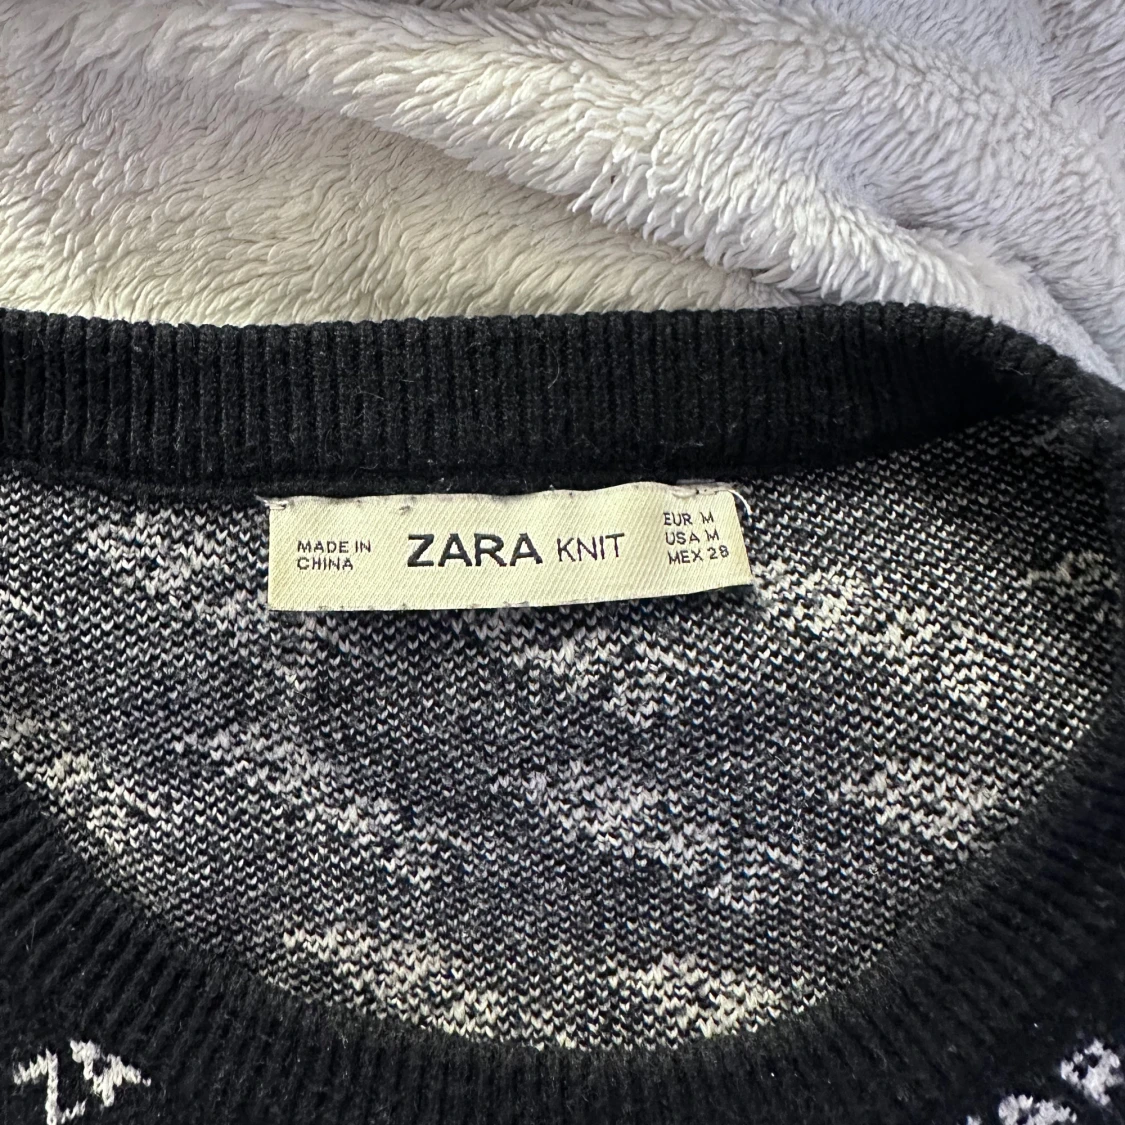 MADE IN
CHINA
ZARA KNIT
EUR M
USA M
MEX 28